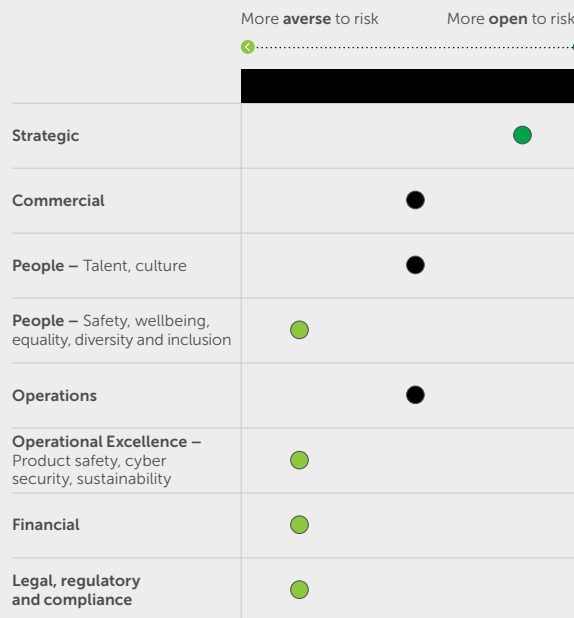 More averse to risk
More open to risk
Strategic
Commercial
People – Talent, culture
People – Safety, wellbeing,
equality, diversity and inclusion
Operations
Operational Excellence –
Product safety, cyber
security, sustainability
Financial
Legal, regulatory
and compliance